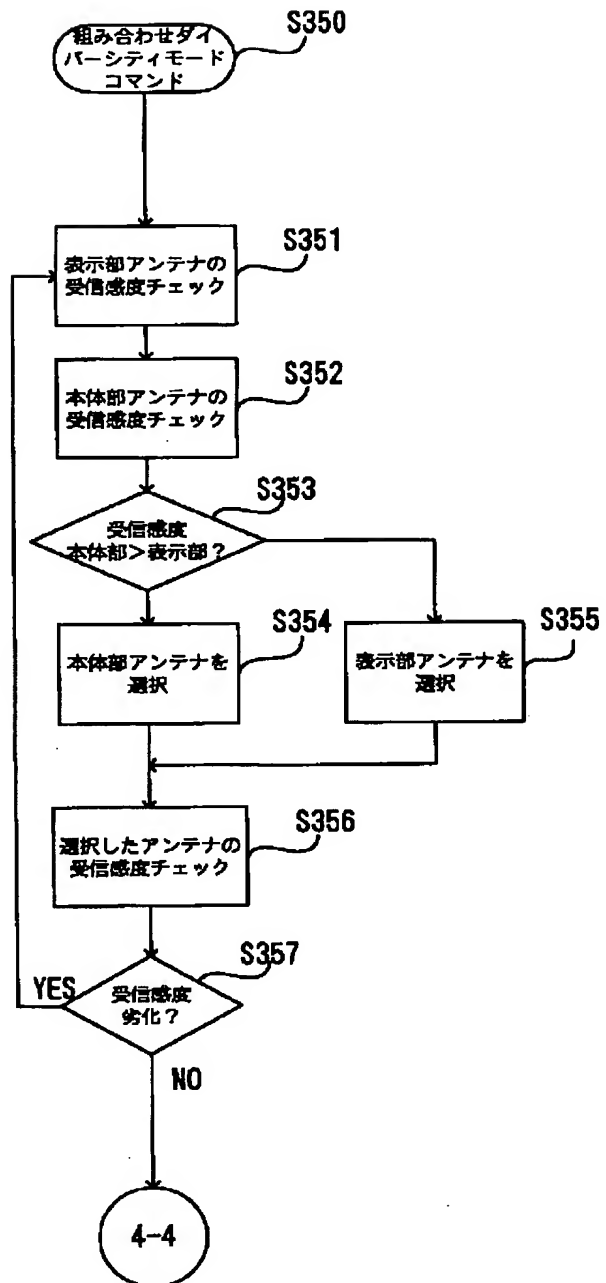 S350
組み合わせダイ
バーシティモード
コマンド
S351
表示部アンテナの
受信感度チェック
S352
本体部アンテナの
受信感度チェック
S353
受信感度
本体部＞表示部？
S354
本体部アンテナを
選択
S355
表示部アンテナを
選択
S356
選択したアンテナの
受信感度チェック
S357
YES
受信感度
劣化？
NO
4-4